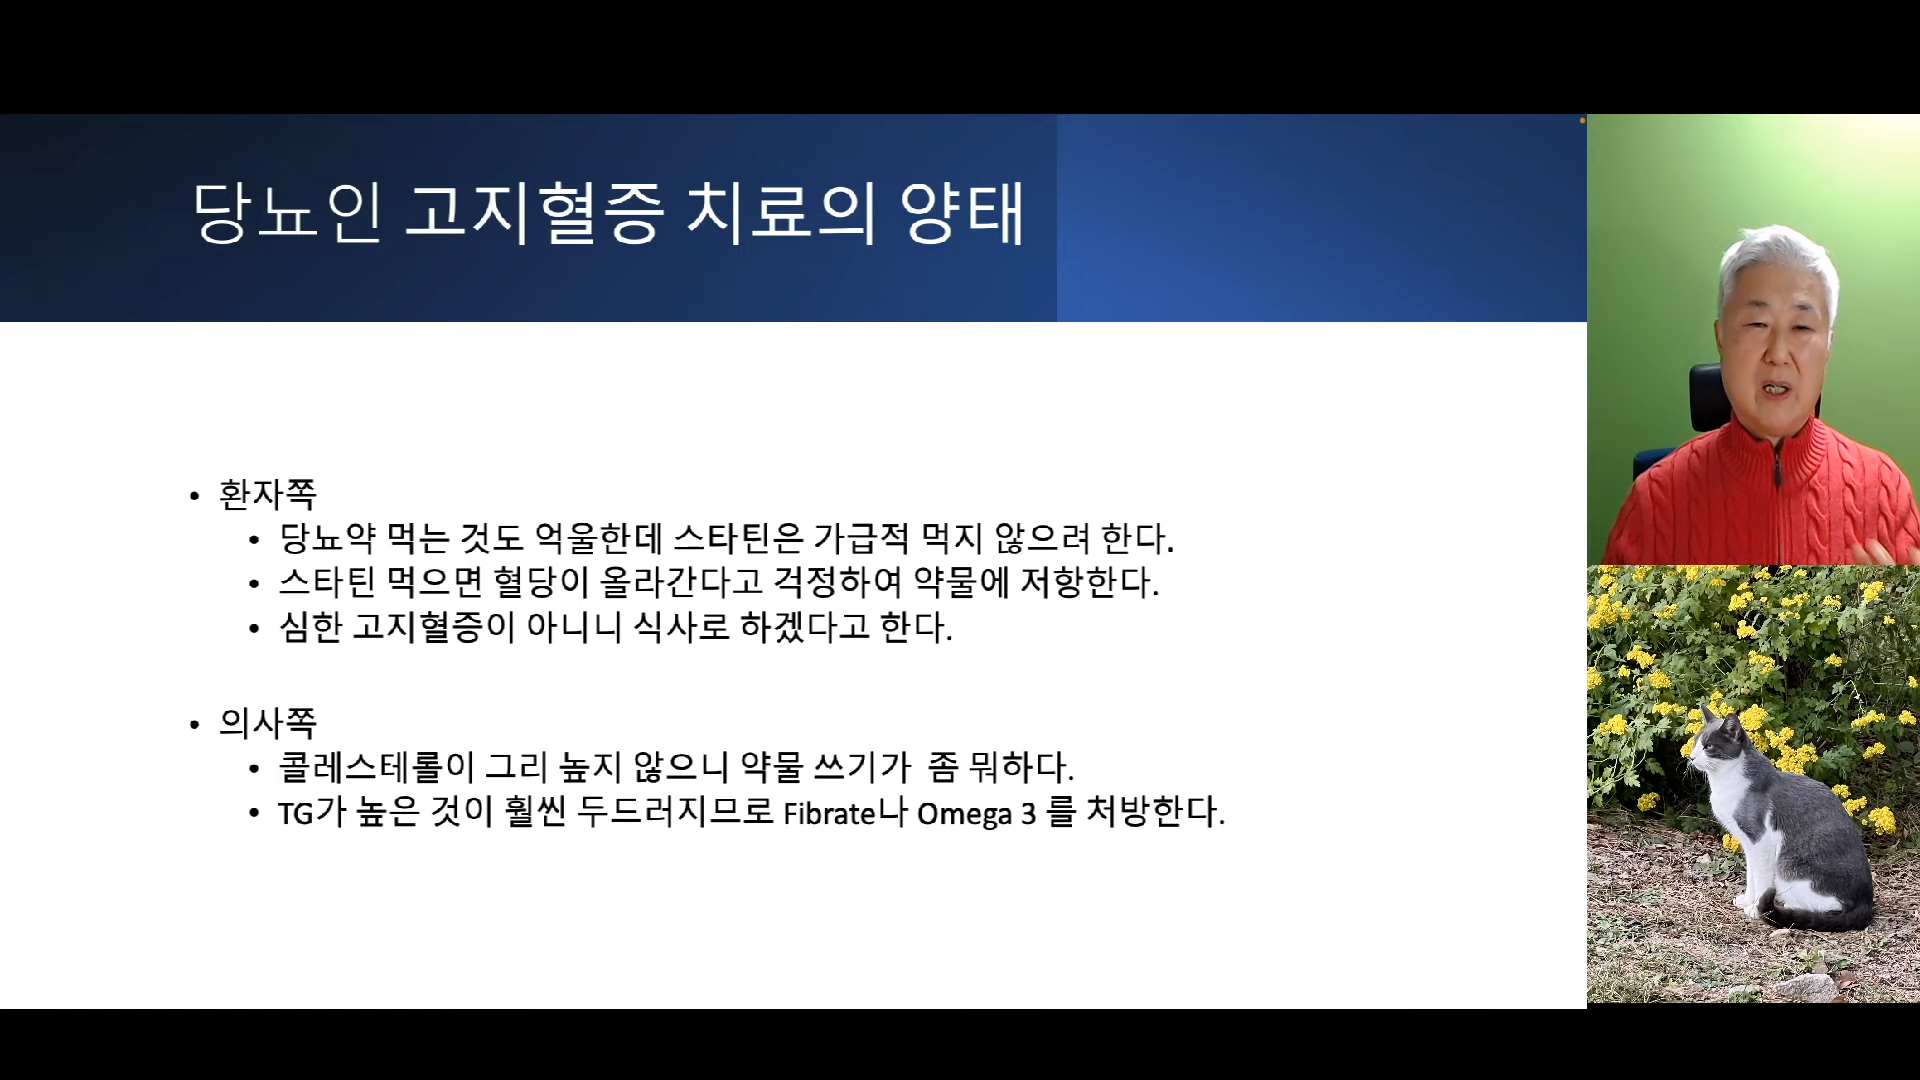 당뇨인 고지혈증 치료의 양태
• 환자쪽
• 당뇨약 먹는 것도 억울한데 스타틴은 가급적 먹지 않으려 한다.
• 스타틴 먹으면 혈당이 올라간다고 걱정하여 약물에 저항한다.
• 심한 고지혈증이 아니니 식사로 하겠다고 한다.
• 의사쪽
• 콜레스테롤이 그리 높지 않으니 약물 쓰기가 좀 뭐하다.
• TG가 높은 것이 훨씬 두드러지므로 Fibrate나 Omega 3 를 처방한다.